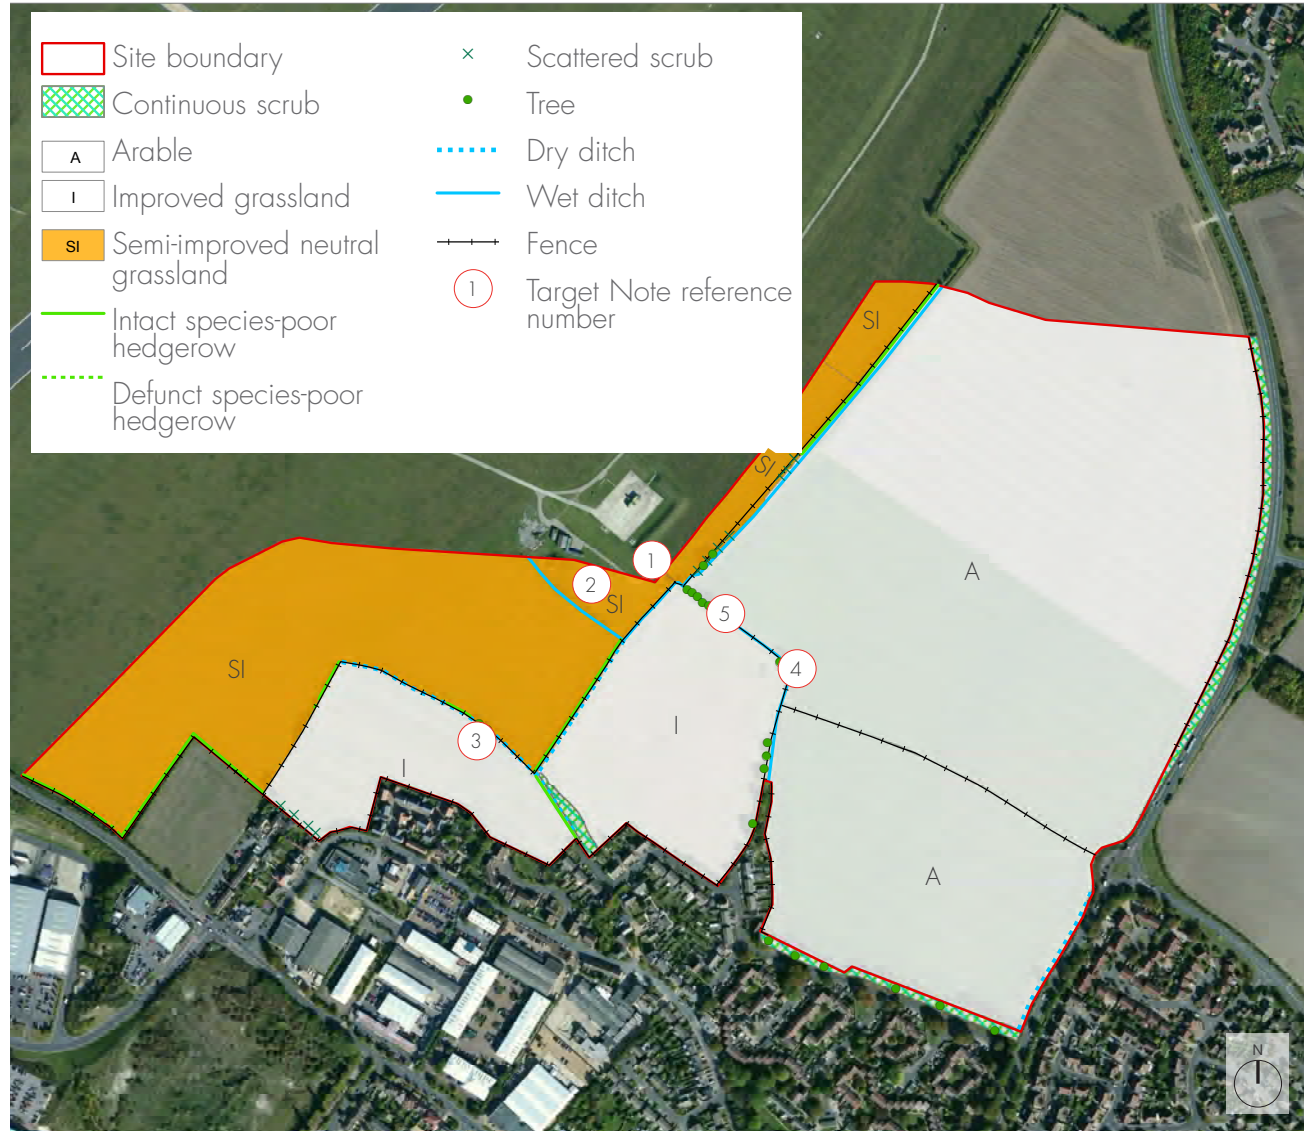 Site boundary
Continuous scrub
A Arable
I Improved grassland
SI Semi-improved neutral
grassland
Intact species-poor
hedgerow
Defunct species-poor
hedgerow
Scattered scrub
Tree
Dry ditch
Wet ditch
Fence
1 Target Note reference
number
SI
SI
1
2
SI
5
A
4
SI
I
3
I
A
N